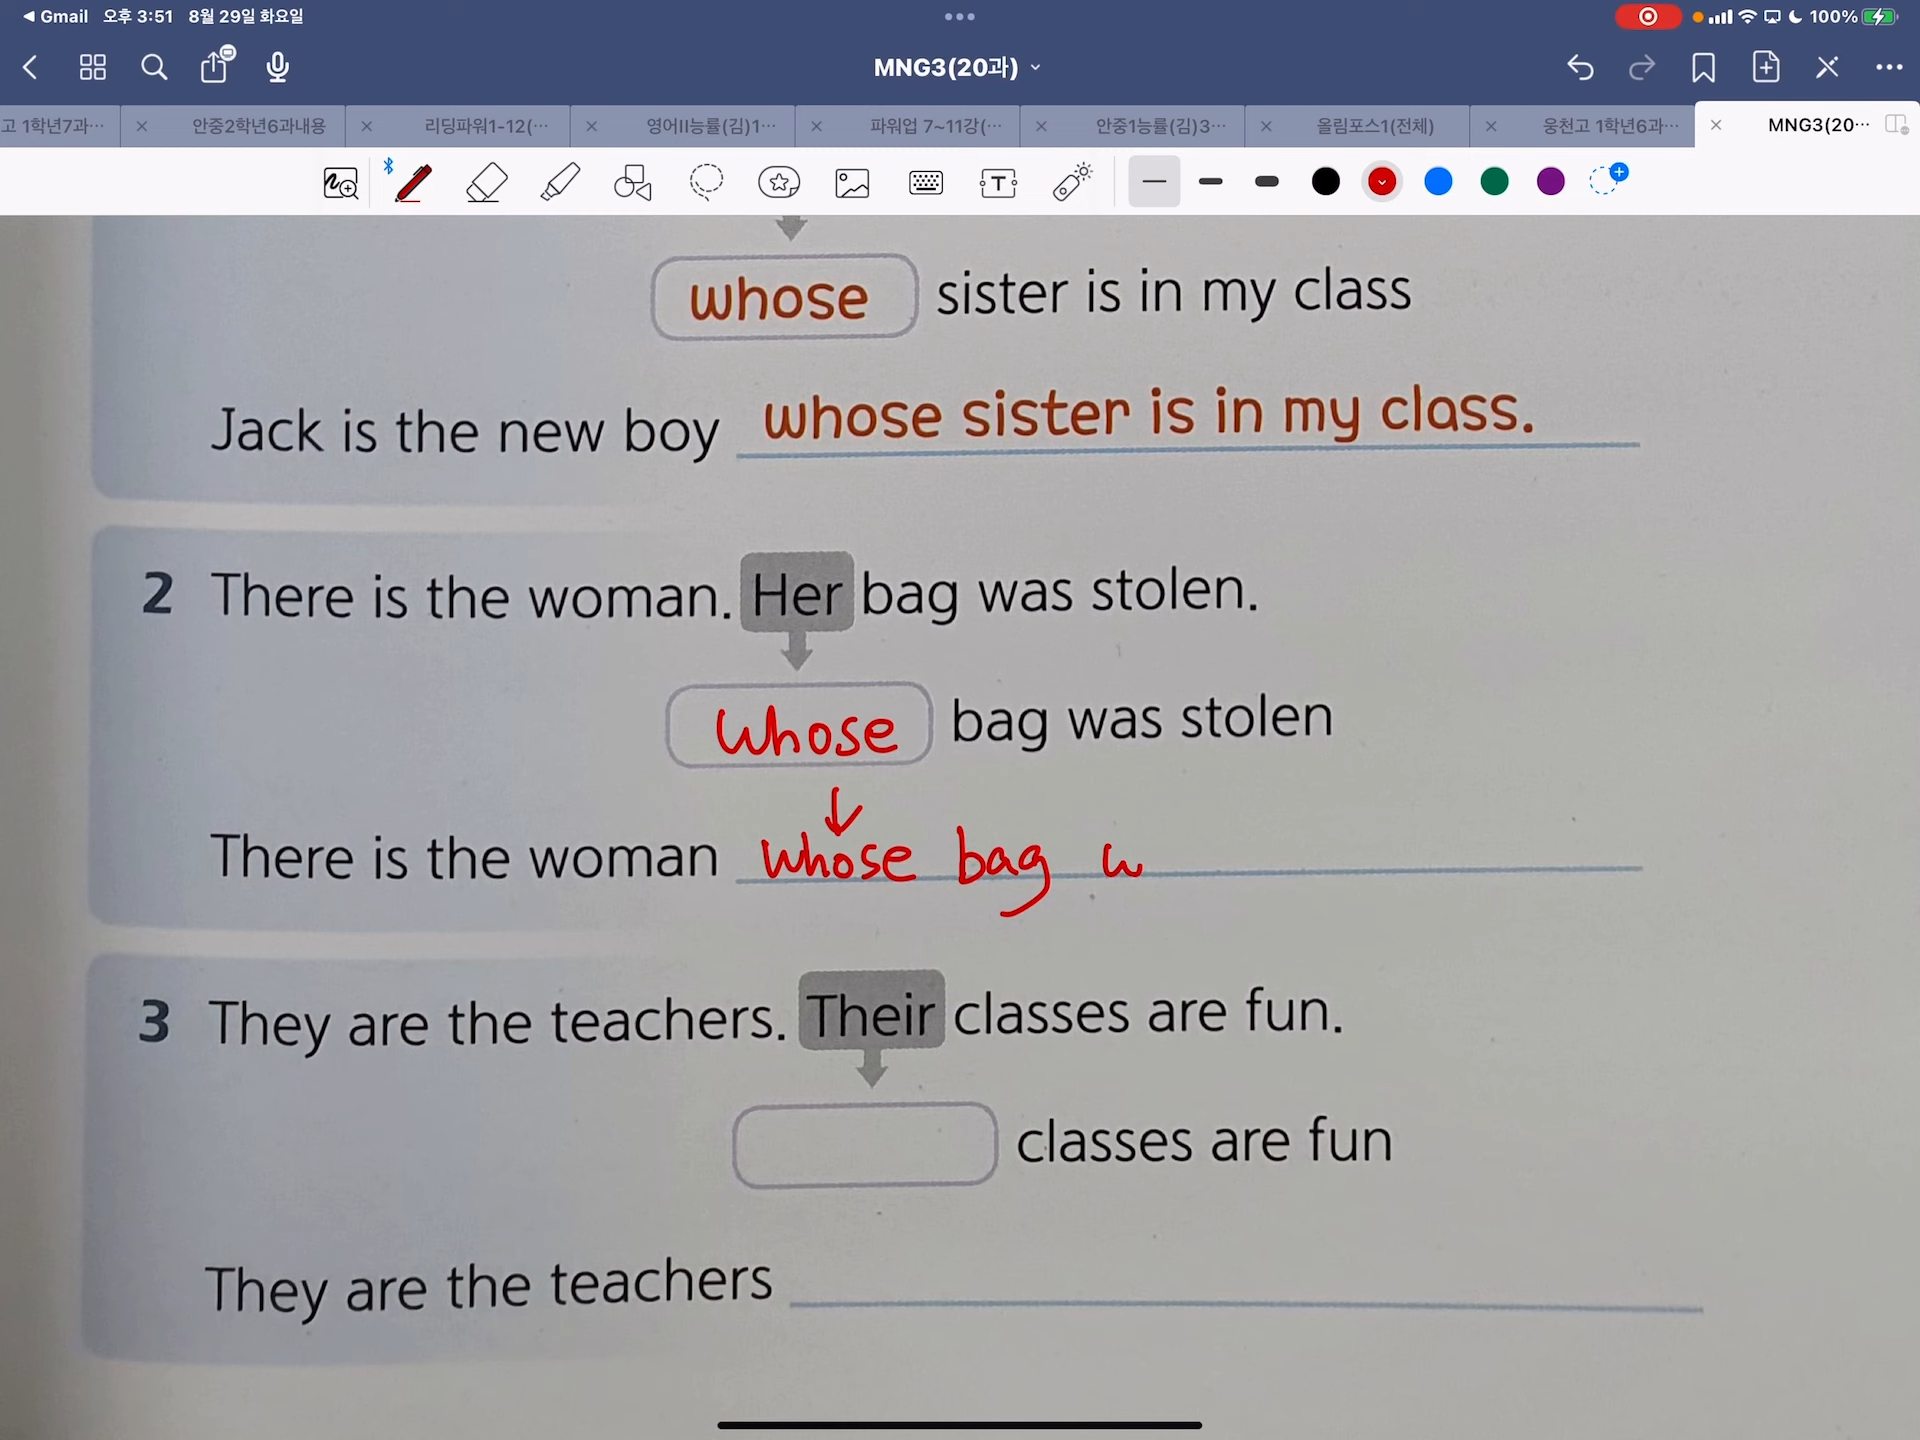 ◀ Gmail 오후 3:51 8월 29일 화요일 100%
MNG3(20과)
고 1학년7과… 안중2학년6과내용 리딩파워1-12(… 영어II능률(김)1… 파워업 7~11강(… 안중1능률(김)3… 올림포스1(전체) 웅천고 1학년6과… MNG3(20…
T
whose sister is in my class
Jack is the new boy whose sister is in my class.
2 There is the woman. Her bag was stolen.
whose bag was stolen
There is the woman whose bag w
3 They are the teachers. Their classes are fun.
classes are fun
They are the teachers